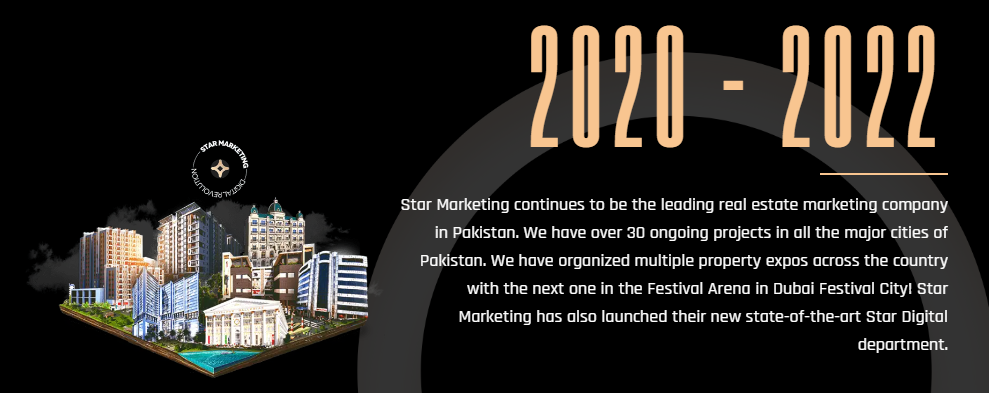 2020 - 2022
STAR MARKETING
DIGITAL REVOLUTION
Star Marketing continues to be the leading real estate marketing company
in Pakistan. We have over 30 ongoing projects in all the major cities of
Pakistan. We have organized multiple property expos across the country
with the next one in the Festival Arena in Dubai Festival City! Star
Marketing has also launched their new state-of-the-art Star Digital
department.